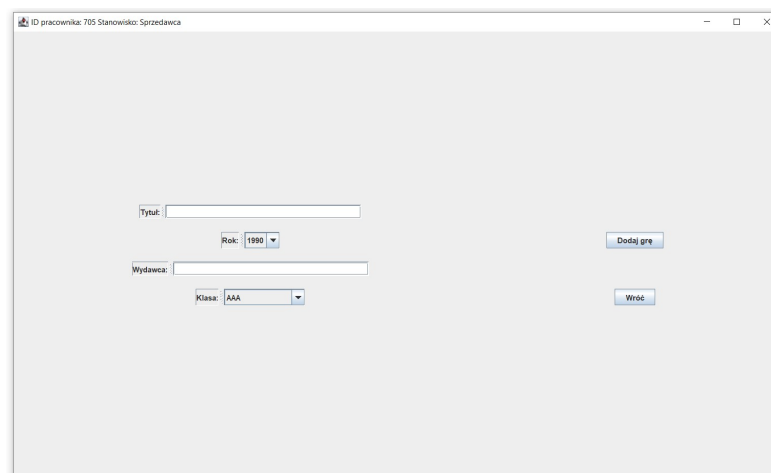 ID pracownika: 705 Stanowisko: Sprzedawca
Tytuł:
Rok: 1990
Dodaj grę
Wydawca:
Klasa: AAA
Wróć